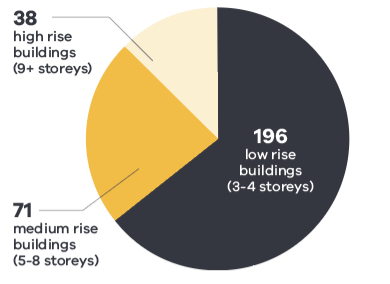 38
high rise
buildings
(9+ storeys)
196
low rise
buildings
(3-4 storeys)
71
medium rise
buildings
(5-8 storeys)